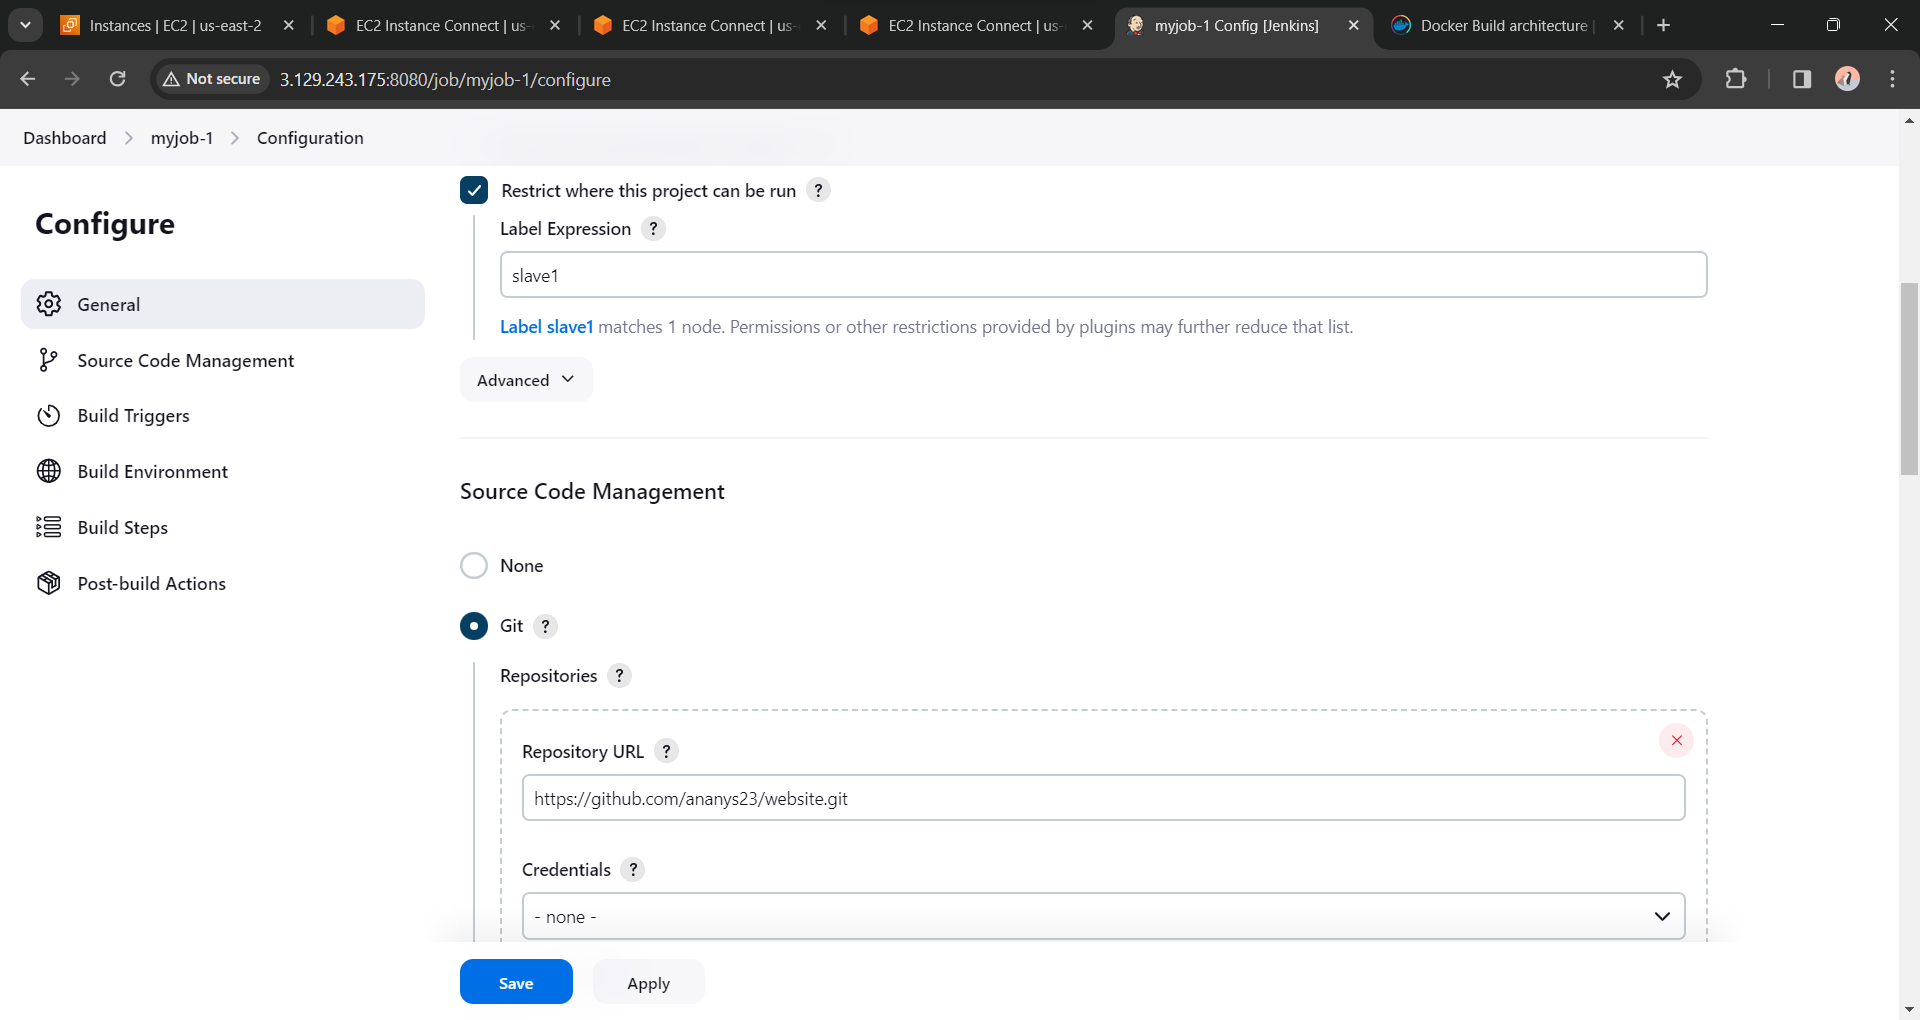 Instances | EC2 | us-east-2
EC2 Instance Connect | us-
EC2 Instance Connect | us-
EC2 Instance Connect | us-
myjob-1 Config [Jenkins]
Docker Build architecture |
Not secure
3.129.243.175:8080/job/myjob-1/configure
Dashboard > myjob-1 > Configuration
Configure
General
Source Code Management
Build Triggers
Build Environment
Build Steps
Post-build Actions
Restrict where this project can be run ?
Label Expression ?
slave1
Label slave1 matches 1 node. Permissions or other restrictions provided by plugins may further reduce that list.
Advanced
Source Code Management
None
Git ?
Repositories ?
Repository URL ?
https://github.com/ananys23/website.git
Credentials ?
- none -
Save
Apply